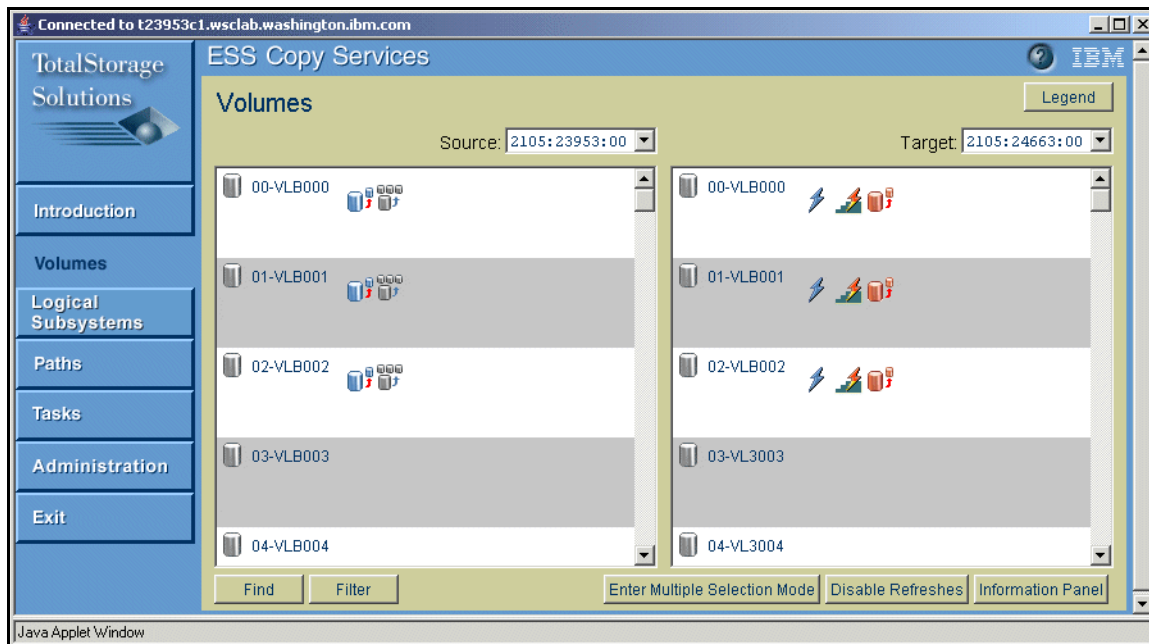 Connected to t23953c1.wsclab.washington.ibm.com
TotalStorage
Solutions
ESS Copy Services
?
IBM
Volumes
Legend
Source: 2105:23953:00
Target: 2105:24663:00
Introduction
Volumes
Logical
Subsystems
Paths
Tasks
Administration
Exit
00-VLB000
01-VLB001
02-VLB002
03-VLB003
04-VLB004
00-VLB000
01-VLB001
02-VLB002
03-VL3003
04-VL3004
Find
Filter
Enter Multiple Selection Mode
Disable Refreshes
Information Panel
Java Applet Window